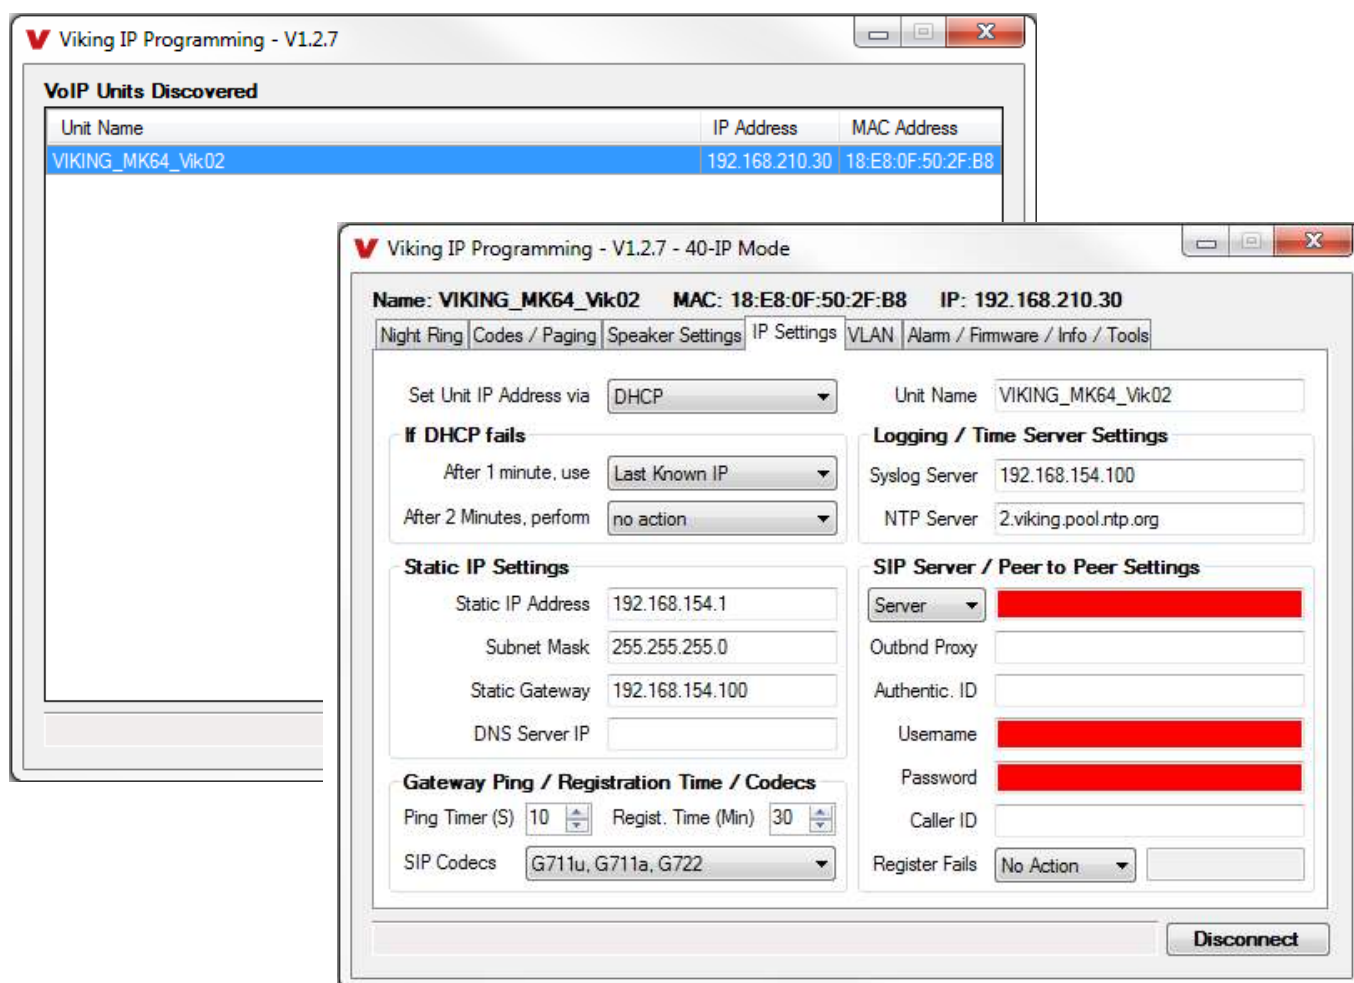 Viking IP Programming - V1.2.7
VoIP Units Discovered
Unit Name IP Address MAC Address
VIKING_MK64_Vik02 192.168.210.30 18:E8:0F:50:2F:B8
Viking IP Programming - V1.2.7 - 40-IP Mode
Name: VIKING_MK64_Vik02 MAC: 18:E8:0F:50:2F:B8 IP: 192.168.210.30
Night Ring Codes / Paging Speaker Settings IP Settings VLAN Alarm / Firmware / Info / Tools
Set Unit IP Address via DHCP
If DHCP fails
After 1 minute, use Last Known IP
After 2 Minutes, perform no action
Static IP Settings
Static IP Address 192.168.154.1
Subnet Mask 255.255.255.0
Static Gateway 192.168.154.100
DNS Server IP
Gateway Ping / Registration Time / Codecs
Ping Timer (S) 10 Regist. Time (Min) 30
SIP Codecs G711u, G711a, G722
Unit Name VIKING_MK64_Vik02
Logging / Time Server Settings
Syslog Server 192.168.154.100
NTP Server 2.viking.pool.ntp.org
SIP Server / Peer to Peer Settings
Server
Outbnd Proxy
Authentic. ID
Username
Password
Caller ID
Register Fails No Action
Disconnect